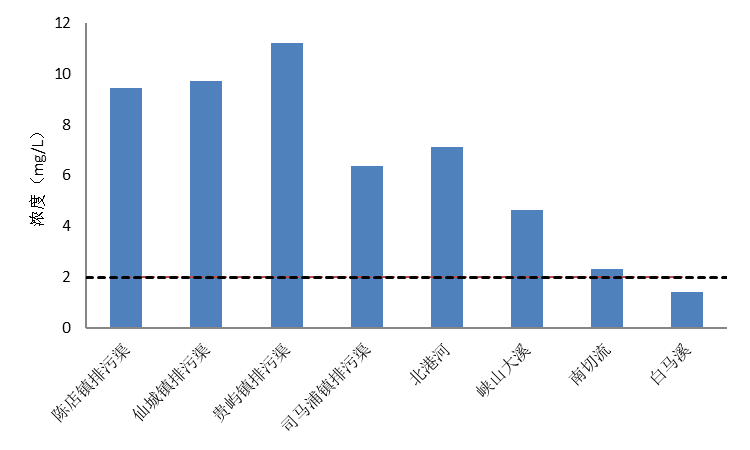 12
10
8
6
4
2
0
浓度（mg/L）
陈店镇排污渠
仙城镇排污渠
贵屿镇排污渠
司马浦镇排污渠
北港河
峡山大溪
南切流
白马溪